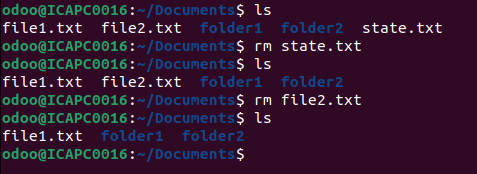 odoo@ICAPC0016:~/Documents$ ls
file1.txt  file2.txt  folder1  folder2  state.txt
odoo@ICAPC0016:~/Documents$ rm state.txt
odoo@ICAPC0016:~/Documents$ ls
file1.txt  file2.txt  folder1  folder2
odoo@ICAPC0016:~/Documents$ rm file2.txt
odoo@ICAPC0016:~/Documents$ ls
file1.txt  folder1  folder2
odoo@ICAPC0016:~/Documents$